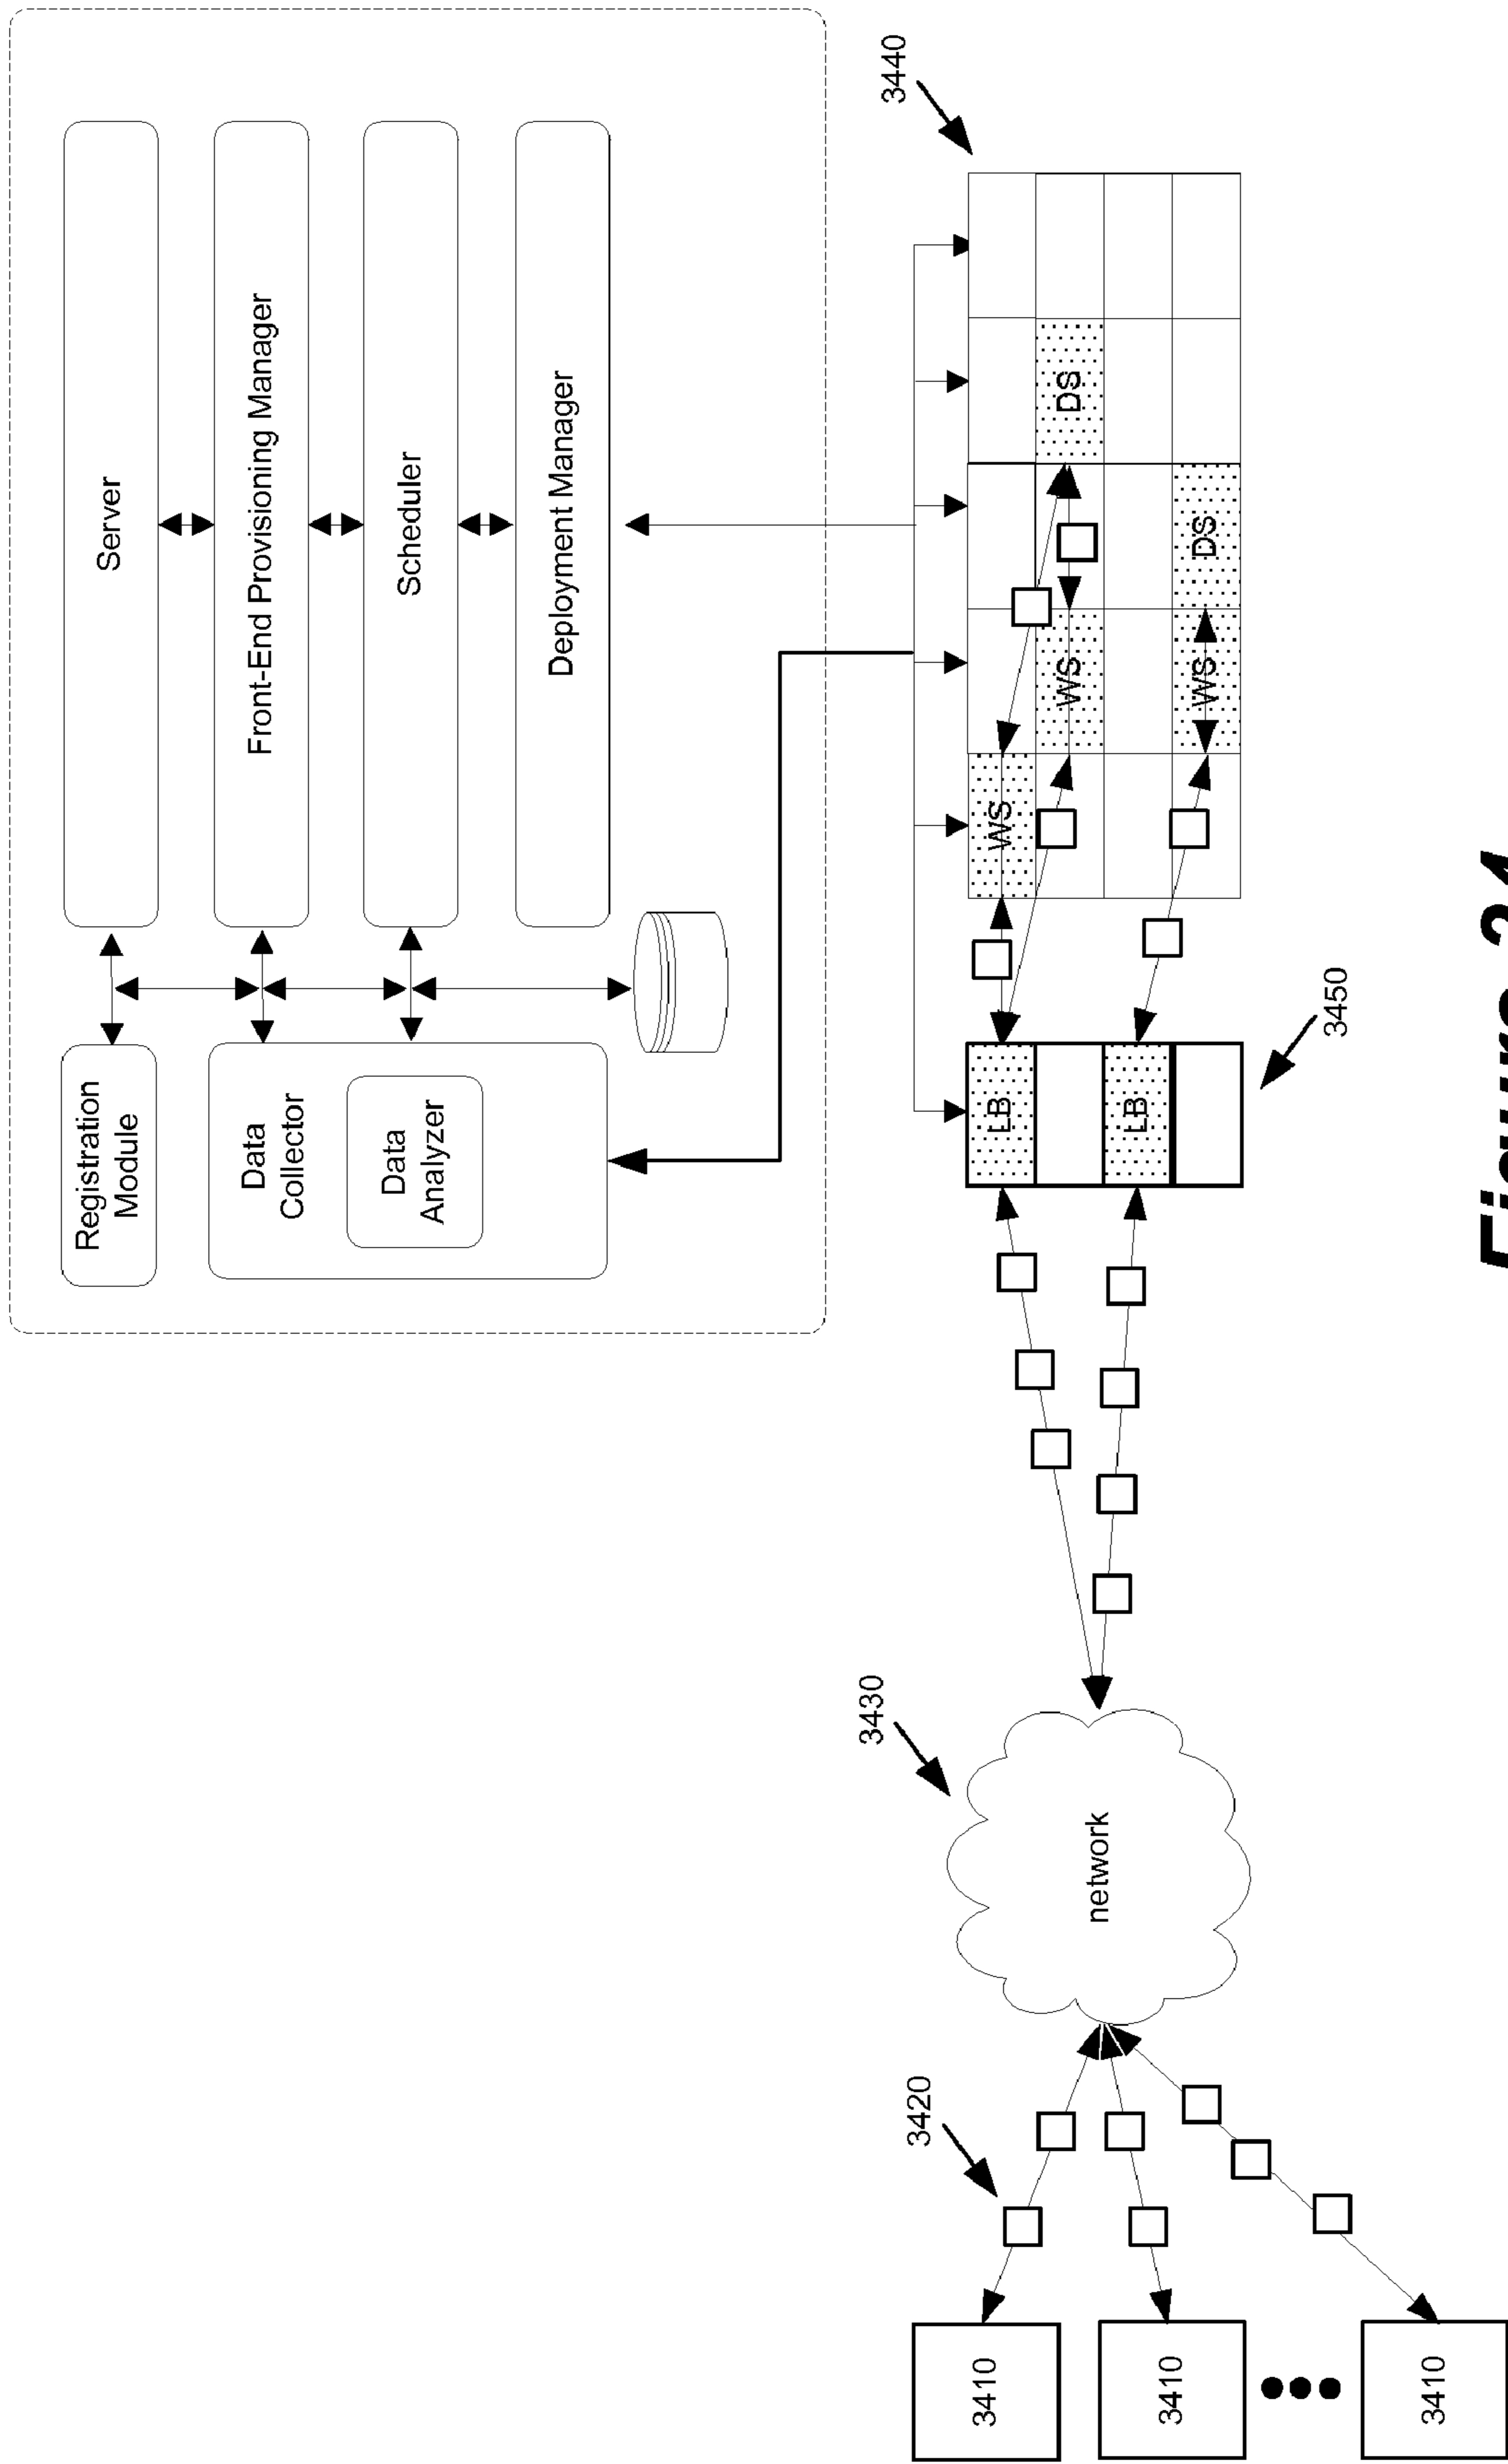 Registration
Module
Server
Data
Collector
Front-End Provisioning Manager
Data
Analyzer
Scheduler
Deployment Manager
3420
3430
3440
3410
3410
3410
network
LB
LB
WS
WS
DS
WS
DS
3450
Figure